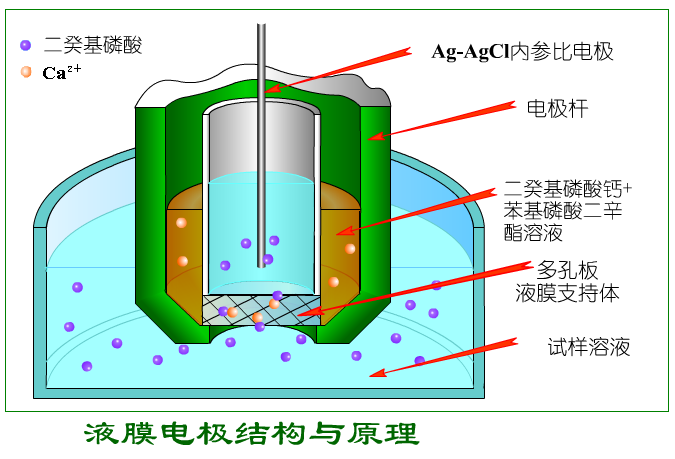 二癸基磷酸
Ca²⁺
Ag-AgCl内参比电极
电极杆
二癸基磷酸钙+
苯基磷酸二辛
酯溶液
多孔板
液膜支持体
试样溶液
液膜电极结构与原理